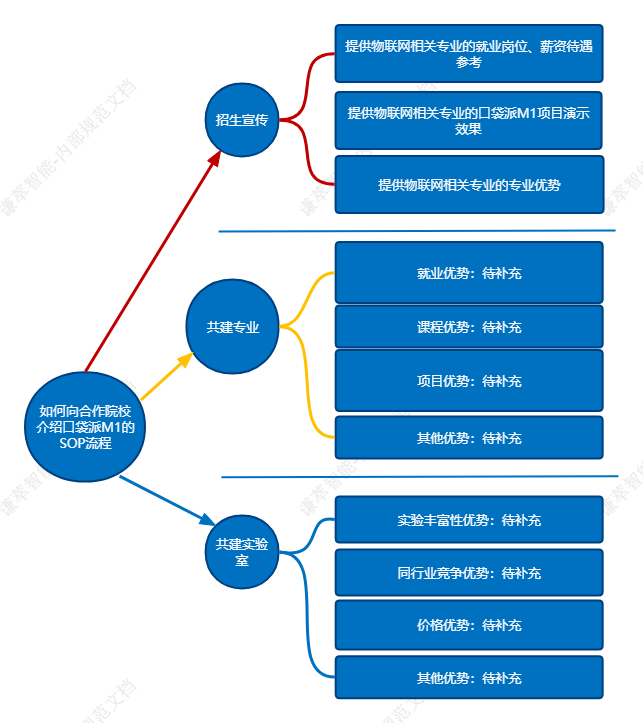 提供物联网相关专业的就业岗位、薪资待遇
参考
招生宣传
提供物联网相关专业的口袋派M1项目演示
效果
提供物联网相关专业的专业优势
就业优势：待补充
共建专业
课程优势：待补充
项目优势：待补充
其他优势：待补充
如何向合作院校
介绍口袋派M1的
SOP流程
实验丰富性优势：待补充
共建实验
室
同行业竞争优势：待补充
价格优势：待补充
其他优势：待补充
谦萃智能-内部规范文档